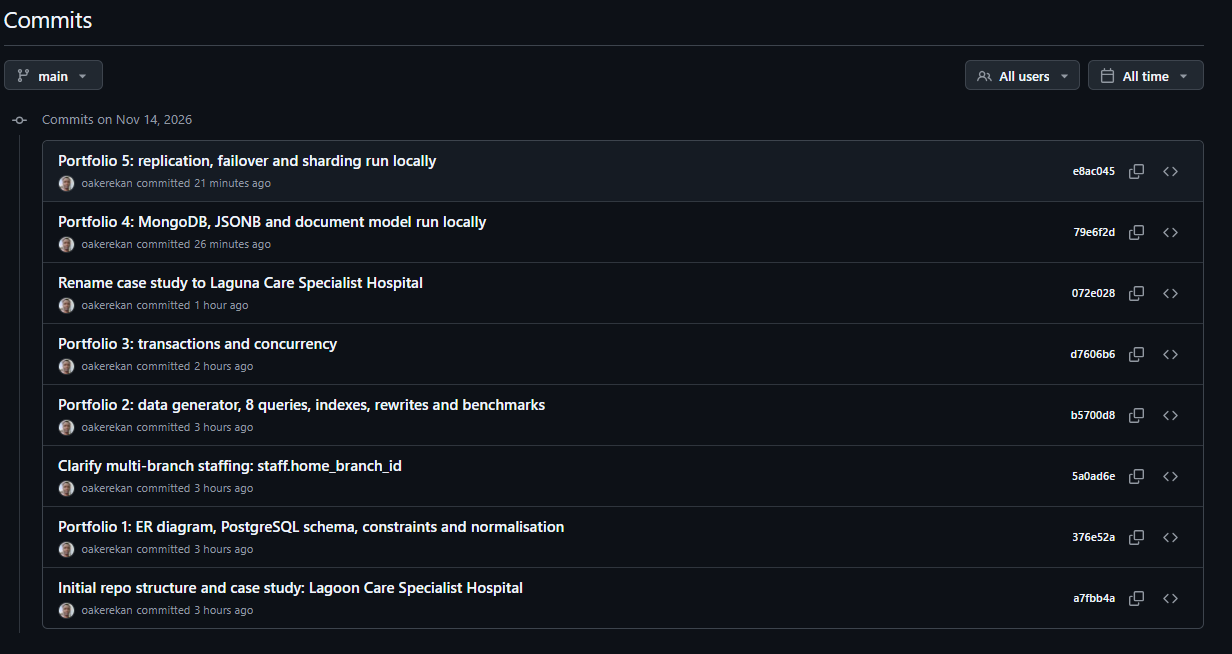 Commits
main
All users
All time
Commits on Nov 14, 2026
Portfolio 5: replication, failover and sharding run locally
oakerekan committed 21 minutes ago
e8ac045
Portfolio 4: MongoDB, JSONB and document model run locally
oakerekan committed 26 minutes ago
79e6f2d
Rename case study to Laguna Care Specialist Hospital
oakerekan committed 1 hour ago
072e028
Portfolio 3: transactions and concurrency
oakerekan committed 2 hours ago
d7606b6
Portfolio 2: data generator, 8 queries, indexes, rewrites and benchmarks
oakerekan committed 3 hours ago
b5700d8
Clarify multi-branch staffing: staff.home_branch_id
oakerekan committed 3 hours ago
5a0ad6e
Portfolio 1: ER diagram, PostgreSQL schema, constraints and normalisation
oakerekan committed 3 hours ago
376e52a
Initial repo structure and case study: Lagoon Care Specialist Hospital
oakerekan committed 3 hours ago
a7fbb4a